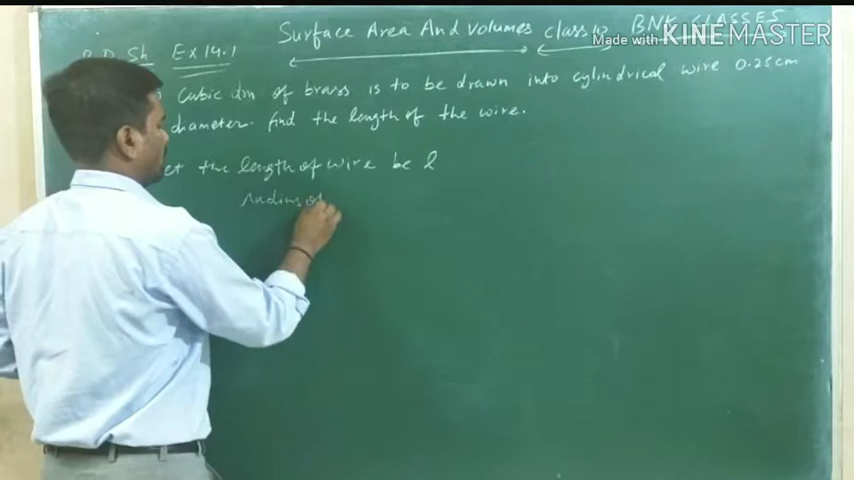 Surface Area And Volumes class 10 BNK CLASSES
Made with KINEMASTER
R.D Sh Ex 14.1
cubic dm of brass is to be drawn into cylindrical wire 0.25cm
diameter. find the length of the wire.
et the length of wire be l
radius of